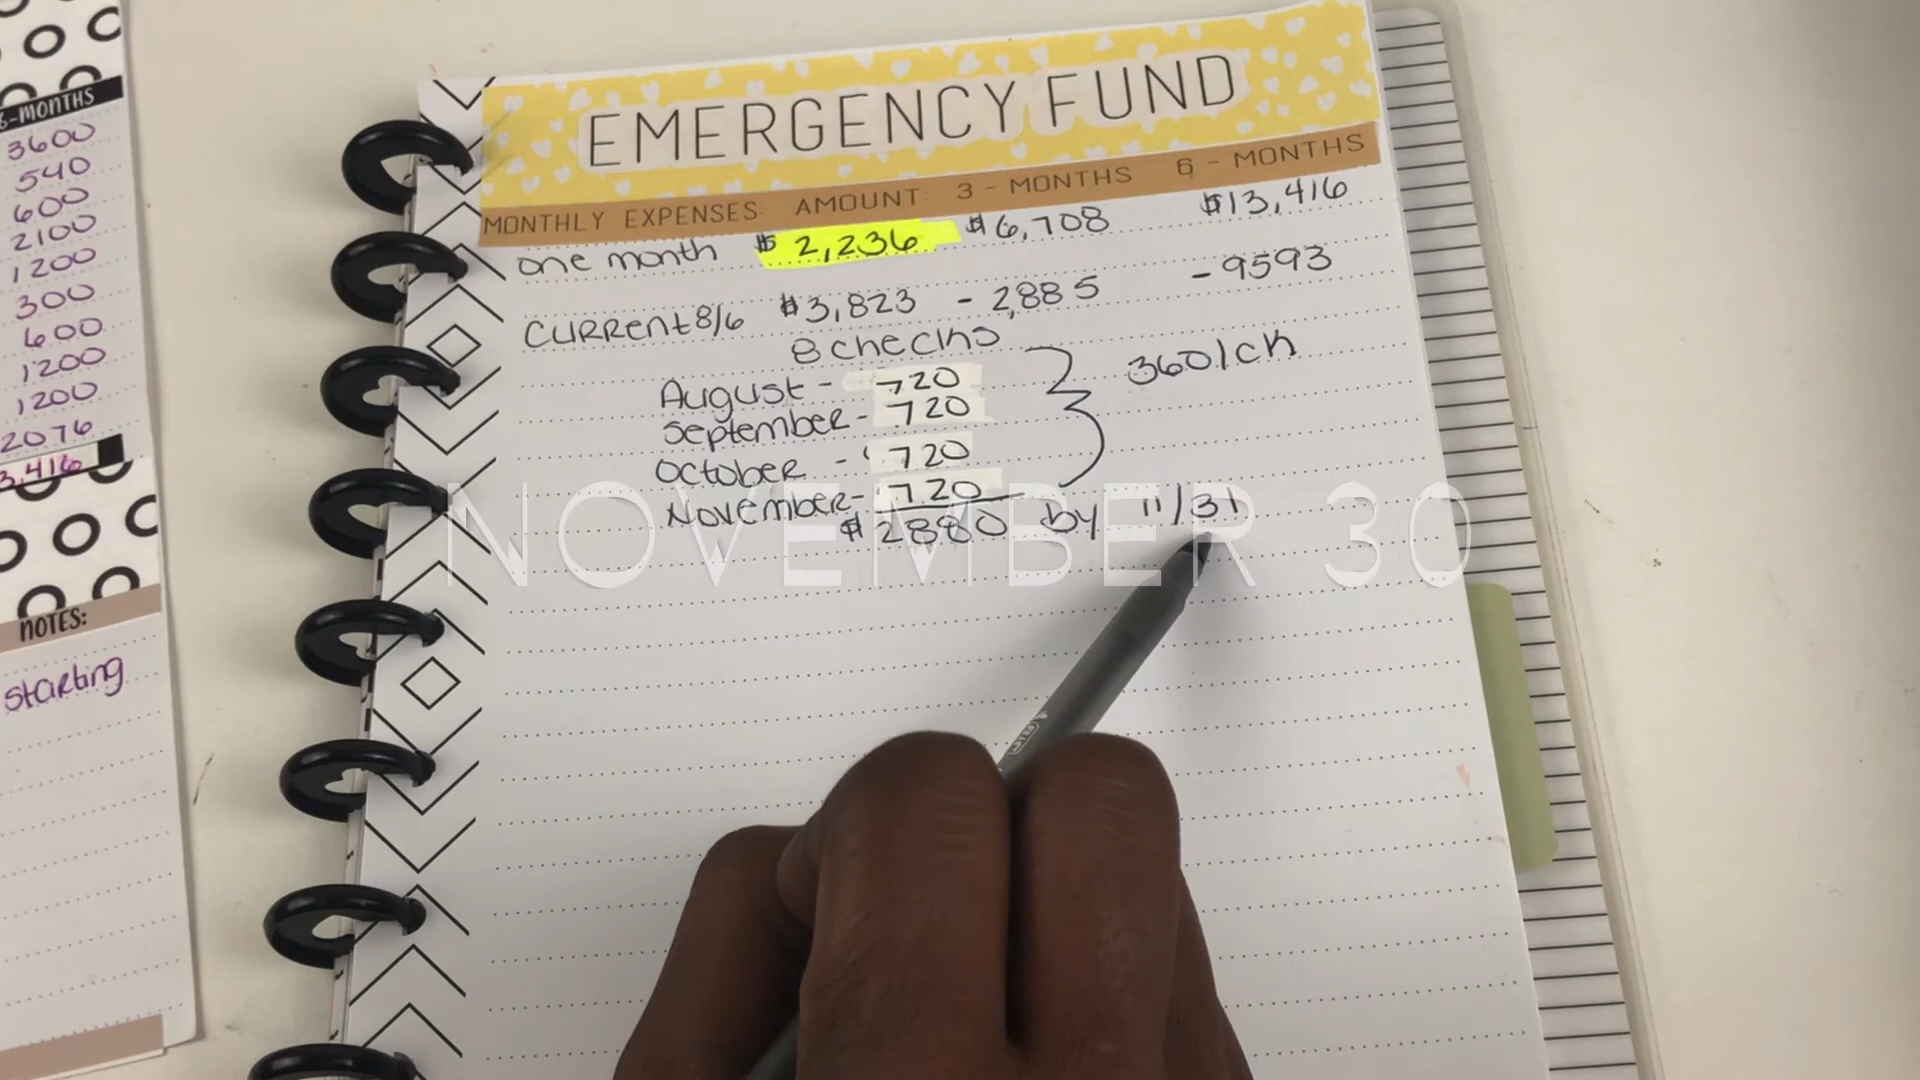 6-MONTHS
3600
540
600
2100
1200
300
600
1200
1200
2076
3,416
NOTES:
starting
EMERGENCY FUND
MONTHLY EXPENSES: AMOUNT: 3 - MONTHS 6 - MONTHS
one month $ 2,236 $6,708 $13,416
CURRENT 8/6 $3,823 - 2,885 - 9593
8 checks
August - 720
September - 720
October - 720
November - 720
360/ck
$ 2880 by 11/31
NOVEMBER 30